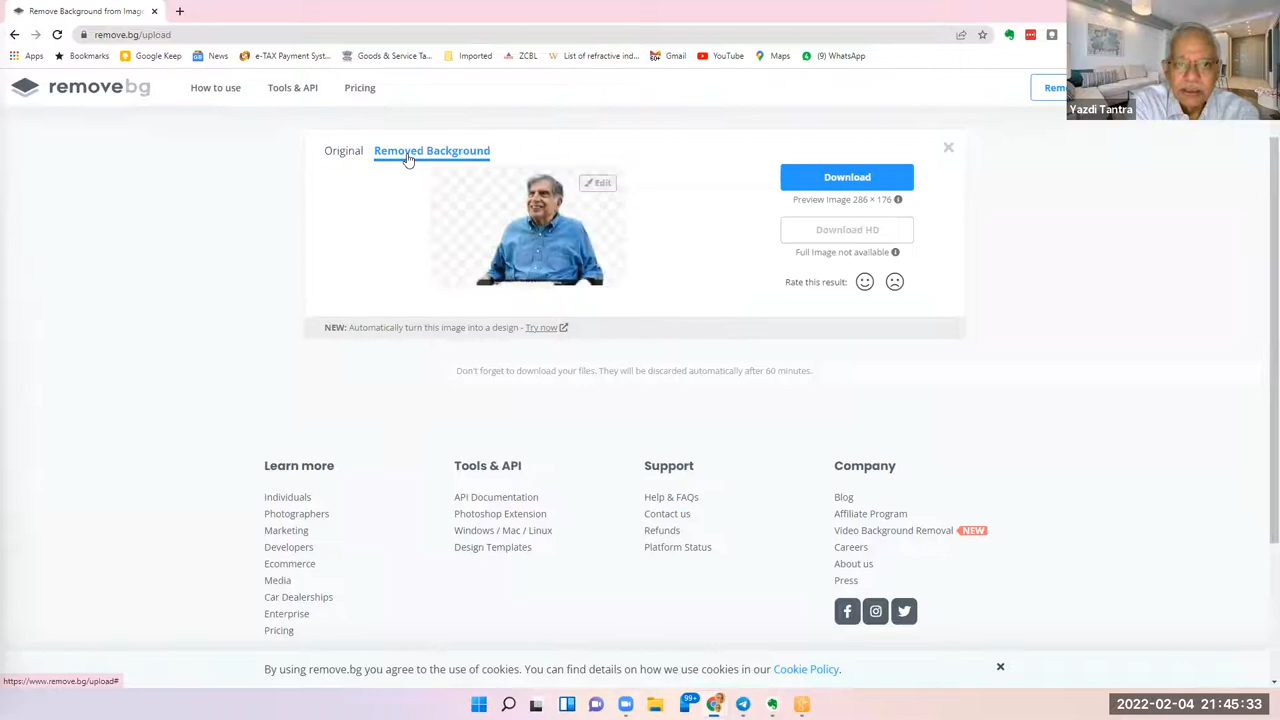 Remove Background from Imag
remove.bg/upload
Apps
Bookmarks
Google Keep
News
e-TAX Payment Syst...
Goods & Service Ta...
Imported
ZCBL
List of refractive ind...
Gmail
YouTube
Maps
(9) WhatsApp
removebg
How to use
Tools & API
Pricing
Yazdi Tantra
Original
Removed Background
Edit
Download
Preview Image 286 × 176
Download HD
Full Image not available
Rate this result:
NEW: Automatically turn this image into a design - Try now
Don't forget to download your files. They will be discarded automatically after 60 minutes.
Learn more
Individuals
Photographers
Marketing
Developers
Ecommerce
Media
Car Dealerships
Enterprise
Pricing
Tools & API
API Documentation
Photoshop Extension
Windows / Mac / Linux
Design Templates
Support
Help & FAQs
Contact us
Refunds
Platform Status
Company
Blog
Affiliate Program
Video Background Removal NEW
Careers
About us
Press
By using remove.bg you agree to the use of cookies. You can find details on how we use cookies in our Cookie Policy.
https://www.remove.bg/upload#
99+
2022-02-04 21:45:33